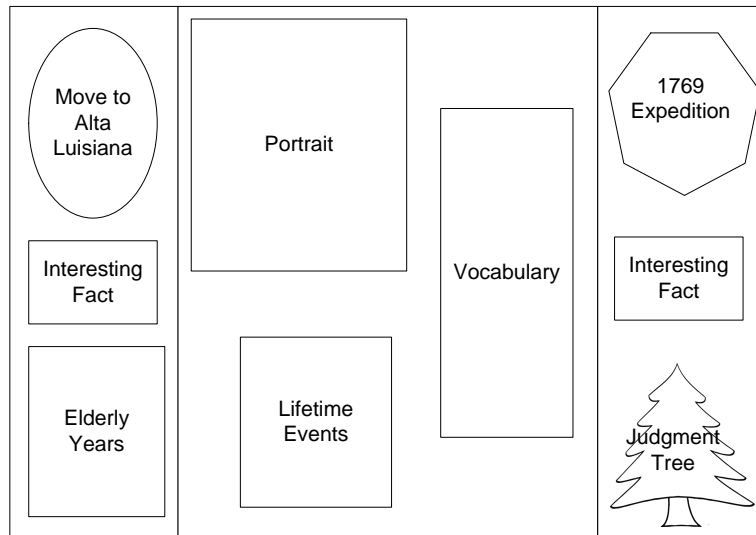 Move to
Alta
Luisiana
Interesting
Fact
Elderly
Years
Portrait
Lifetime
Events
Vocabulary
1769
Expedition
Interesting
Fact
Judgment
Tree